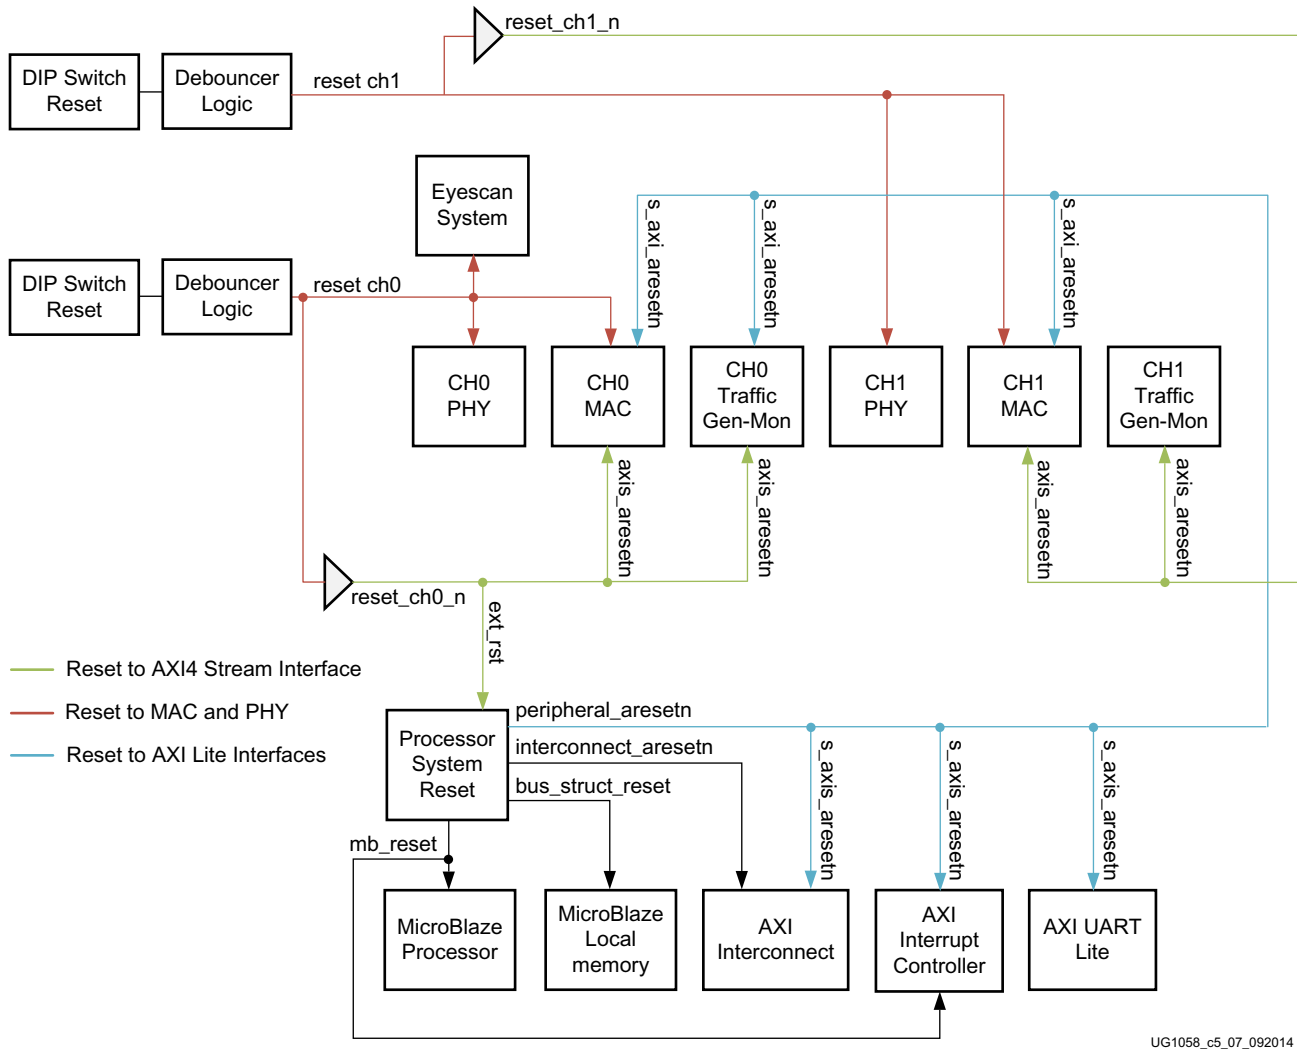 reset_ch1_n
DIP Switch
Reset
Debouncer
Logic
reset ch1
Eyescan
System
s_axi_aresetn
s_axi_aresetn
s_axi_aresetn
DIP Switch
Reset
Debouncer
Logic
reset ch0
CH0
PHY
CH0
MAC
CH0
Traffic
Gen-Mon
CH1
PHY
CH1
MAC
CH1
Traffic
Gen-Mon
axis_aresetn
axis_aresetn
axis_aresetn
axis_aresetn
reset_ch0_n
ext_rst
Reset to AXI4 Stream Interface
Reset to MAC and PHY
Reset to AXI Lite Interfaces
Processor
System
Reset
peripheral_aresetn
interconnect_aresetn
bus_struct_reset
mb_reset
s_axis_aresetn
s_axis_aresetn
s_axis_aresetn
MicroBlaze
Processor
MicroBlaze
Local
memory
AXI
Interconnect
AXI
Interrupt
Controller
AXI UART
Lite
UG1058_c5_07_092014